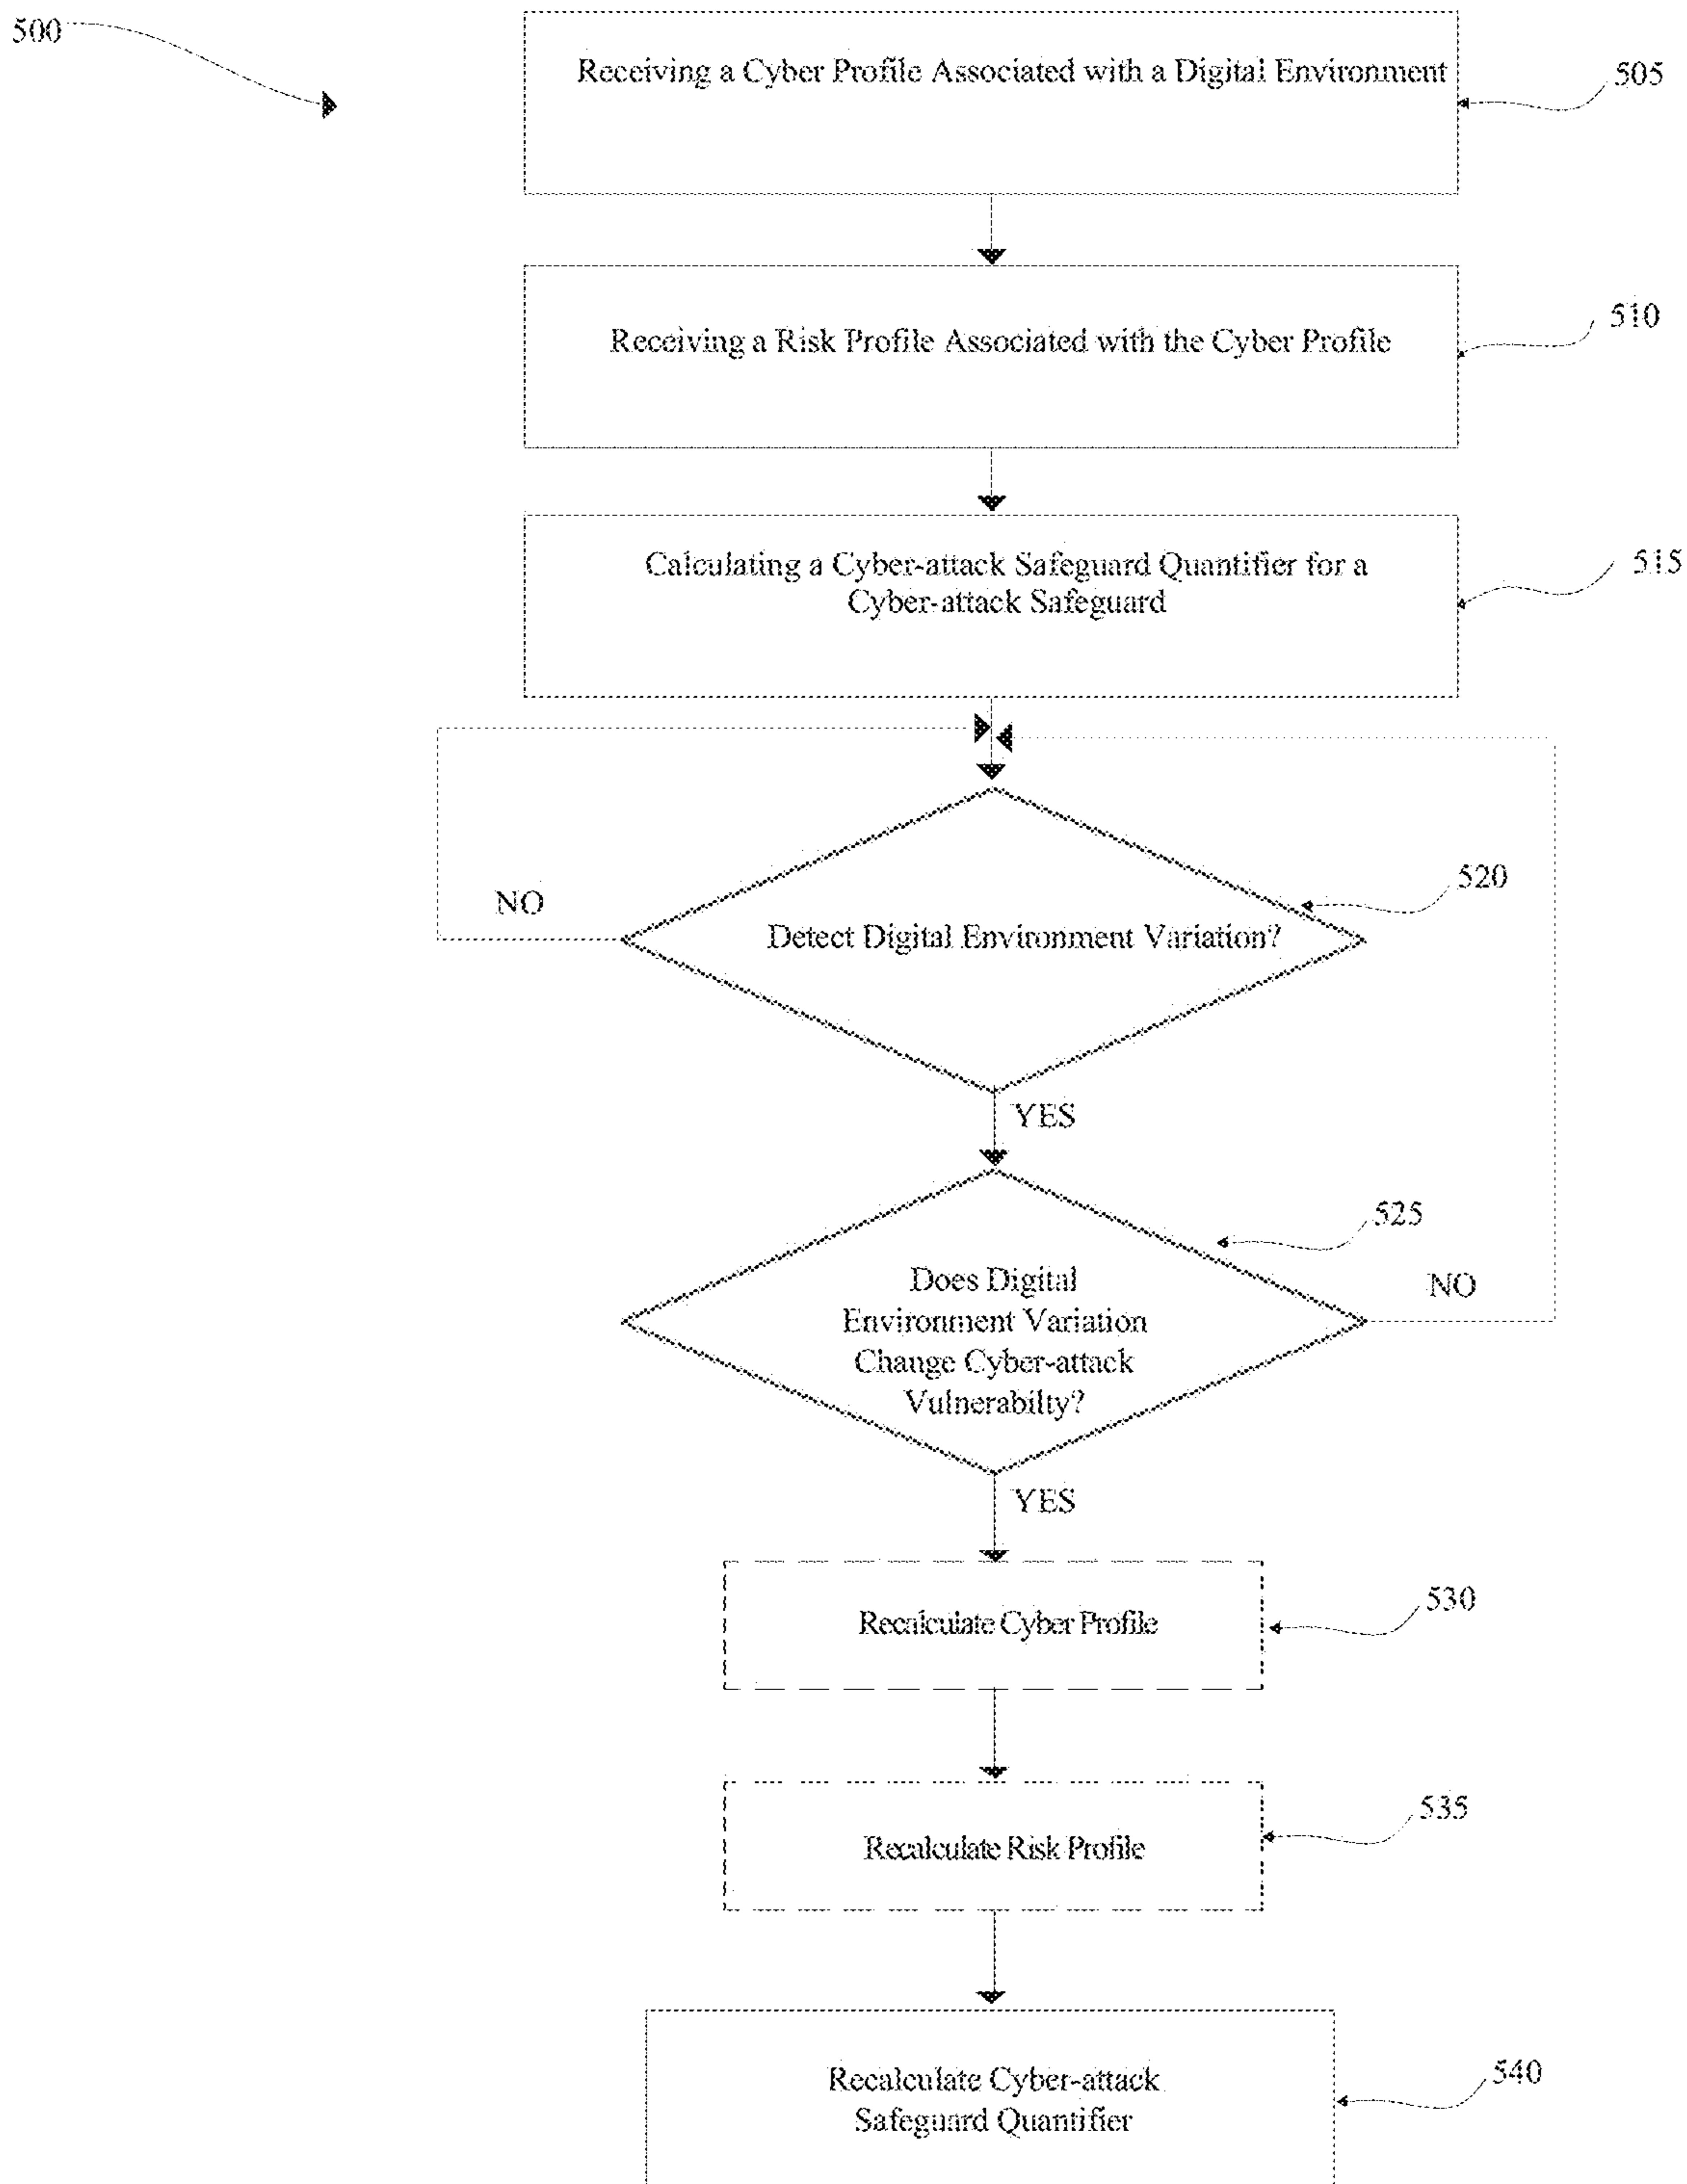 500
Receiving a Cyber Profile Associated with a Digital Environment
505
Receiving a Risk Profile Associated with the Cyber Profile
510
Calculating a Cyber-attack Safeguard Quantifier for a
Cyber-attack Safeguard
515
NO
520
Detect Digital Environment Variation?
YES
525
Does Digital
Environment Variation
Change Cyber-attack
Vulnerabilty?
NO
YES
530
Recalculate Cyber Profile
535
Recalculate Risk Profile
540
Recalculate Cyber-attack
Safeguard Quantifier